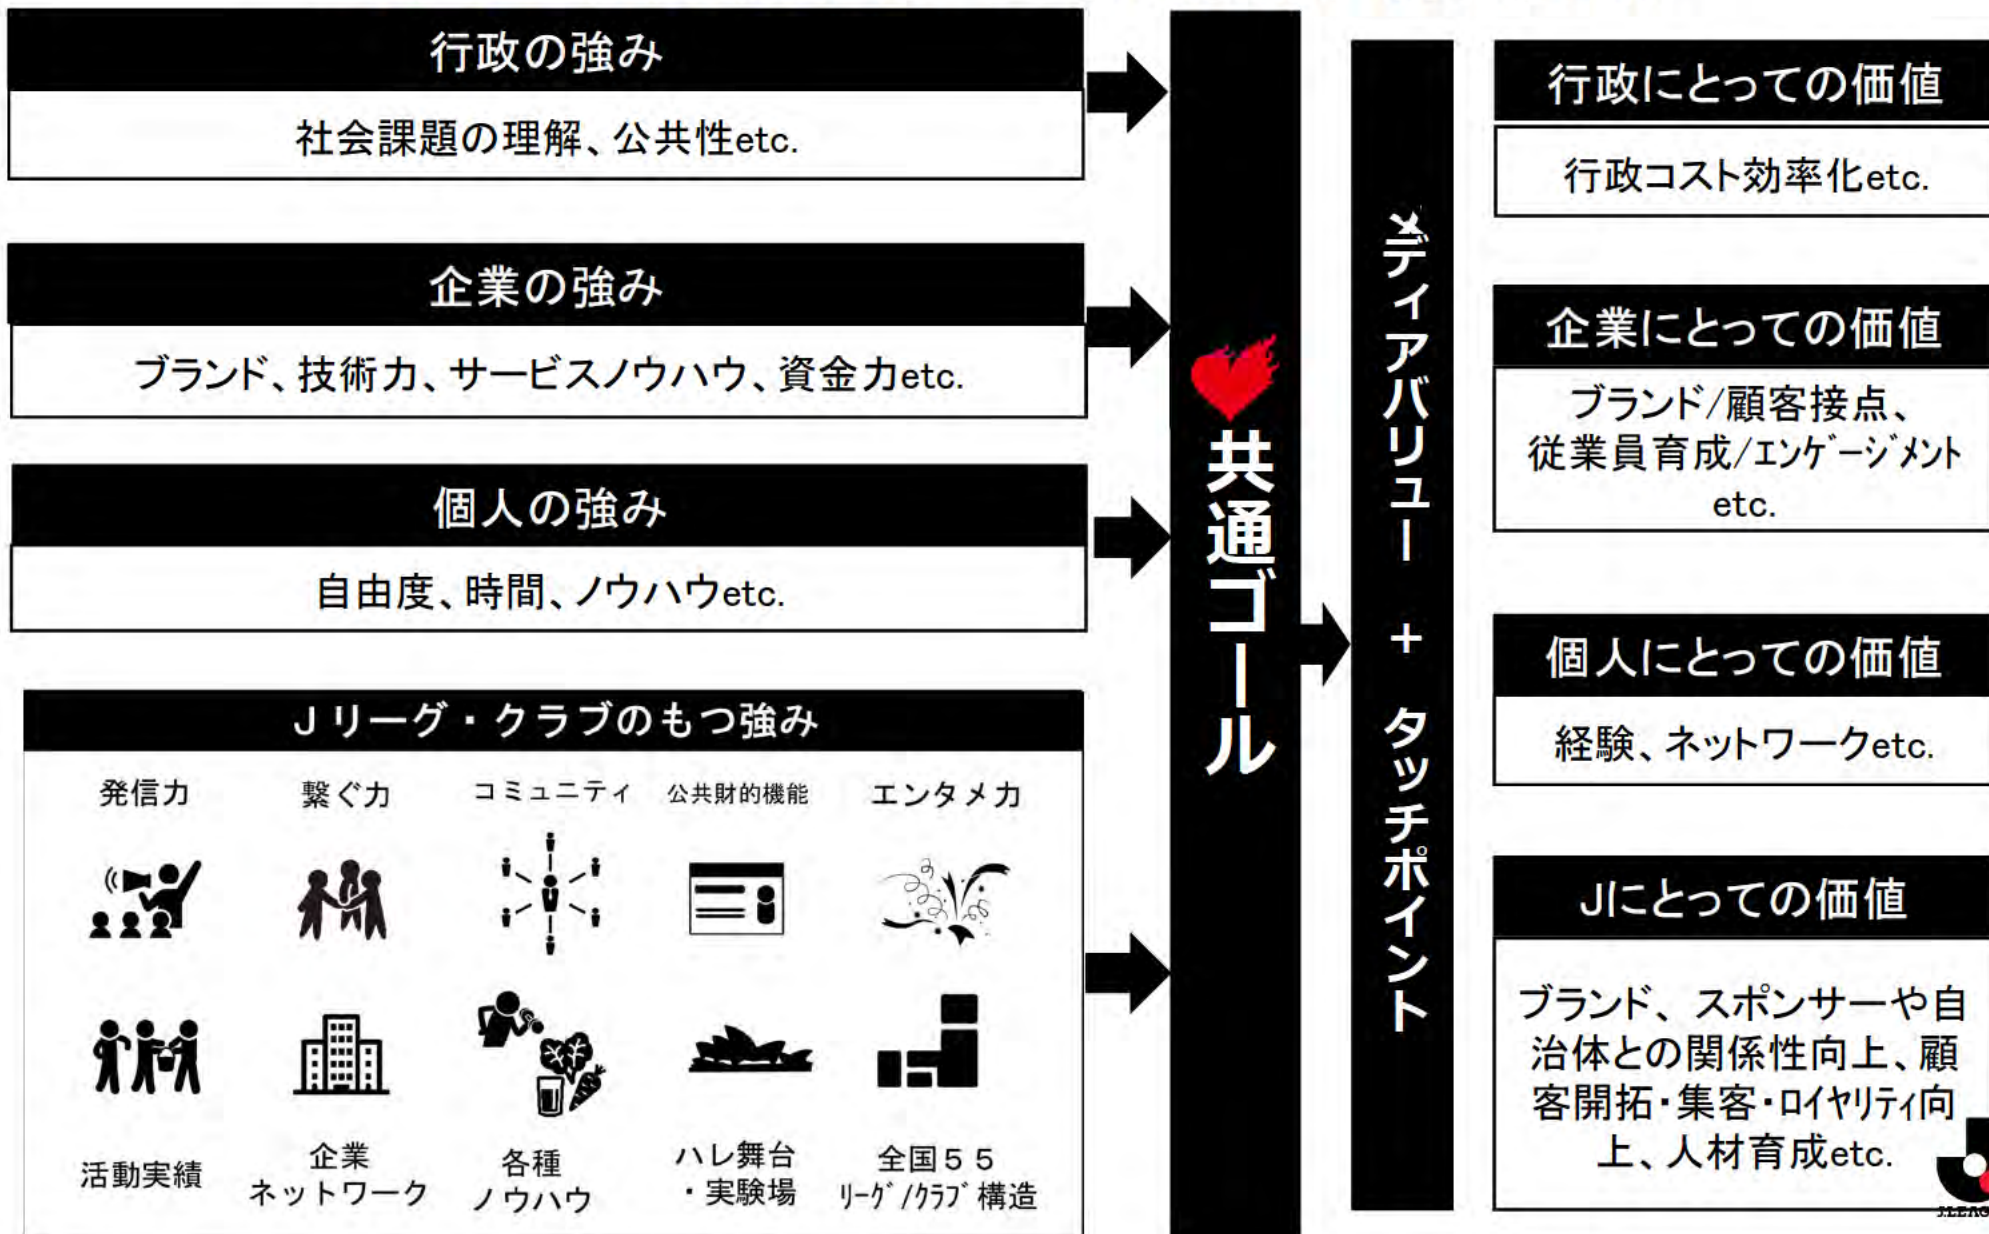 行政の強み
社会課題の理解、公共性etc.
企業の強み
ブランド、技術力、サービスノウハウ、資金力etc.
個人の強み
自由度、時間、ノウハウetc.
Jリーグ・クラブのもつ強み
発信力
繋ぐ力
コミュニティ
公共財的機能
エンタメ力
活動実績
企業
ネットワーク
各種
ノウハウ
ハレ舞台
・実験場
全国55
ﾘｰｸﾞ/ｸﾗﾌﾞ構造
共通ゴール
メディアバリュー + タッチポイント
行政にとっての価値
行政コスト効率化etc.
企業にとっての価値
ブランド/顧客接点、
従業員育成/ｴﾝｹﾞｰｼﾞﾒﾝﾄ
etc.
個人にとっての価値
経験、ネットワークetc.
Jにとっての価値
ブランド、スポンサーや自
治体との関係性向上、顧
客開拓・集客・ロイヤリティ向
上、人材育成etc.